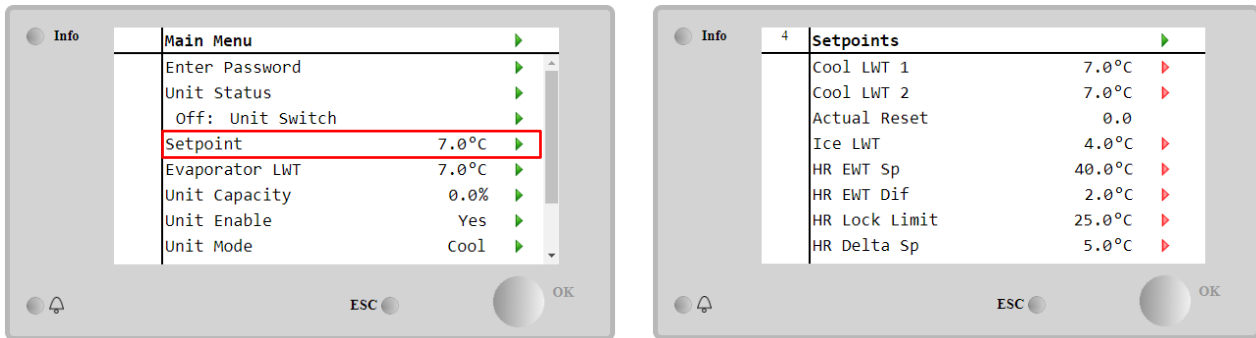 Info
Main Menu
Enter Password
Unit Status
Off: Unit Switch
Setpoint 7.0°C
Evaporator LWT 7.0°C
Unit Capacity 0.0%
Unit Enable Yes
Unit Mode Cool
ESC
OK
Info
4 Setpoints
Cool LWT 1 7.0°C
Cool LWT 2 7.0°C
Actual Reset 0.0
Ice LWT 4.0°C
HR EWT Sp 40.0°C
HR EWT Dif 2.0°C
HR Lock Limit 25.0°C
HR Delta Sp 5.0°C
ESC
OK